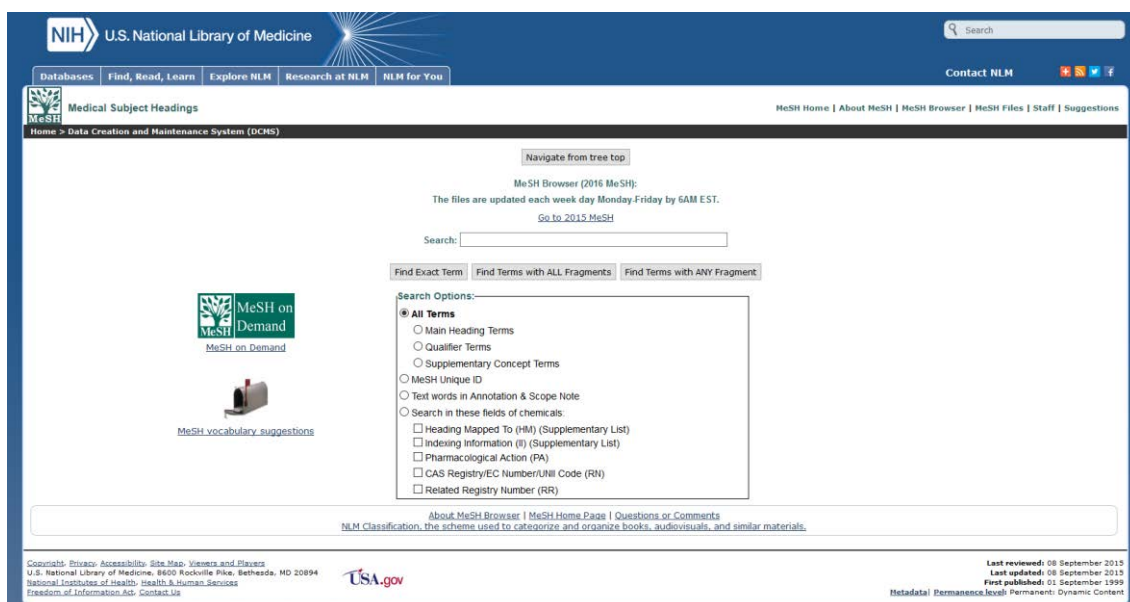 NIH U.S. National Library of Medicine
Search
Databases Find, Read, Learn Explore NLM Research at NLM NLM for You
Contact NLM
MeSH Medical Subject Headings
MeSH Home | About MeSH | MeSH Browser | MeSH Files | Staff | Suggestions
Home > Data Creation and Maintenance System (DCMS)
Navigate from tree top
MeSH Browser (2016 MeSH):
The files are updated each week day Monday-Friday by 6AM EST.
Go to 2015 MeSH
Search:
Find Exact Term Find Terms with ALL Fragments Find Terms with ANY Fragment
MeSH MeSH on Demand
MeSH on Demand
MeSH vocabulary suggestions
Search Options:
All Terms
Main Heading Terms
Qualifier Terms
Supplementary Concept Terms
MeSH Unique ID
Text words in Annotation & Scope Note
Search in these fields of chemicals:
Heading Mapped To (HM) (Supplementary List)
Indexing Information (II) (Supplementary List)
Pharmacological Action (PA)
CAS Registry/EC Number/UNII Code (RN)
Related Registry Number (RR)
About MeSH Browser | MeSH Home Page | Questions or Comments
NLM Classification, the scheme used to categorize and organize books, audiovisuals, and similar materials.
Copyright, Privacy, Accessibility, Site Map, Viewers and Players
U.S. National Library of Medicine, 8600 Rockville Pike, Bethesda, MD 20894
National Institutes of Health, Health & Human Services
Freedom of Information Act, Contact Us
USA.gov
Last reviewed: 08 September 2015
Last updated: 08 September 2015
First published: 01 September 1999
Metadata| Permanence level: Permanent: Dynamic Content